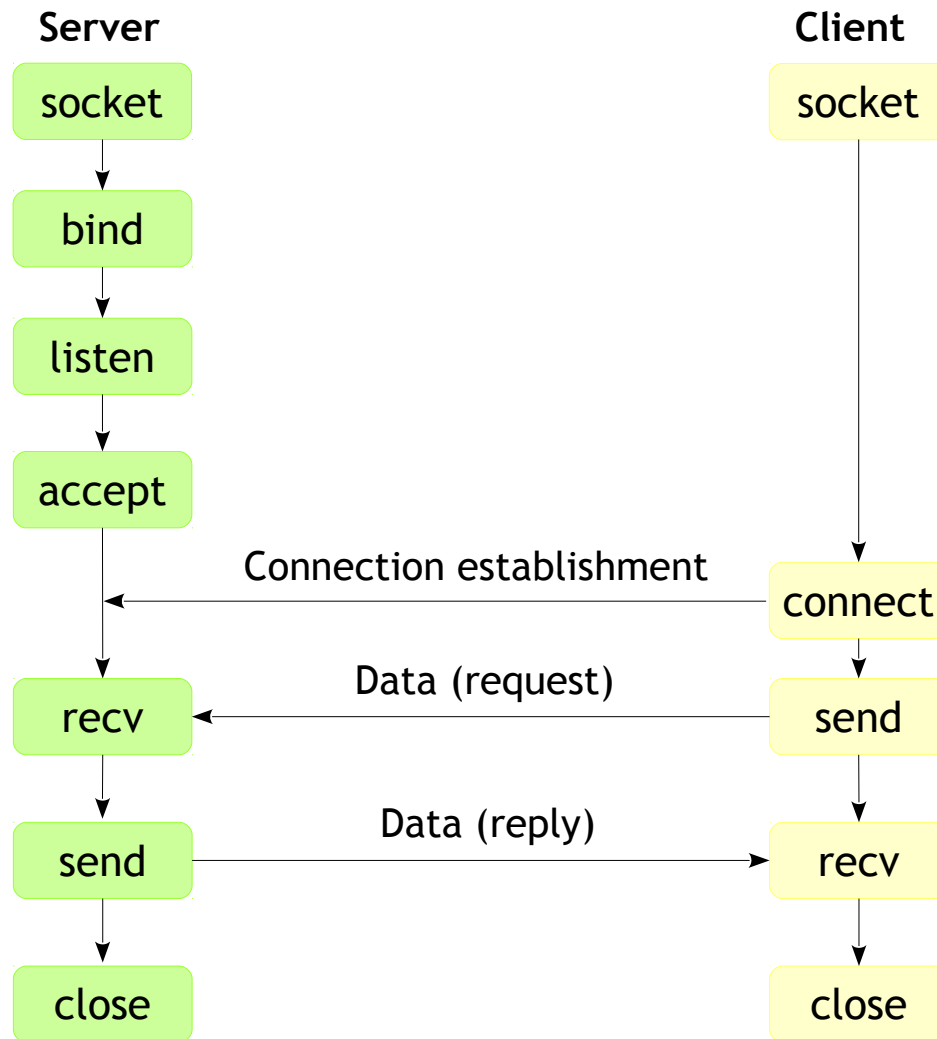 Server
Client
socket
socket
bind
listen
accept
Connection establishment
connect
Data (request)
recv
send
Data (reply)
send
recv
close
close